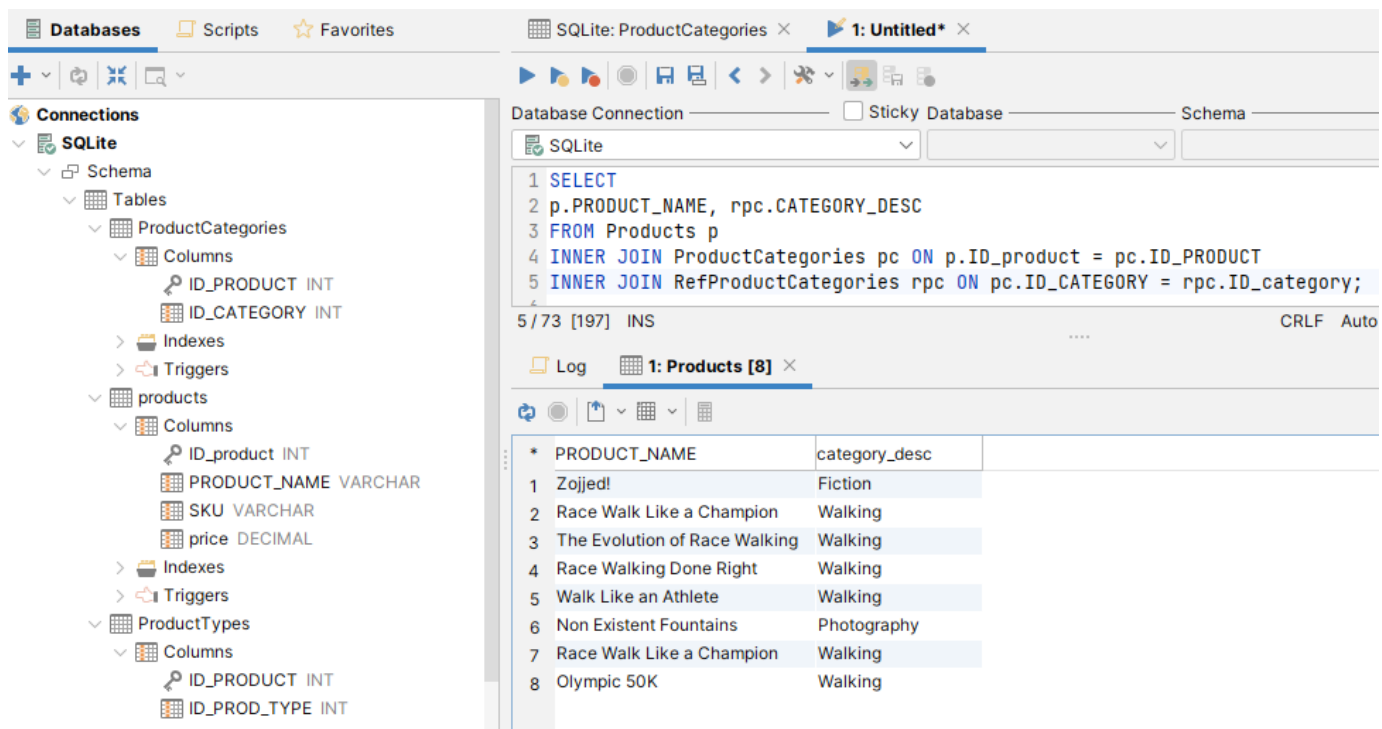 Databases Scripts Favorites
Connections
SQLite
Schema
Tables
ProductCategories
Columns
ID_PRODUCT INT
ID_CATEGORY INT
Indexes
Triggers
products
Columns
ID_product INT
PRODUCT_NAME VARCHAR
SKU VARCHAR
price DECIMAL
Indexes
Triggers
ProductTypes
Columns
ID_PRODUCT INT
ID_PROD_TYPE INT
SQLite: ProductCategories 1: Untitled*
Database Connection Sticky Database Schema
SQLite
1 SELECT
2 p.PRODUCT_NAME, rpc.CATEGORY_DESC
3 FROM Products p
4 INNER JOIN ProductCategories pc ON p.ID_product = pc.ID_PRODUCT
5 INNER JOIN RefProductCategories rpc ON pc.ID_CATEGORY = rpc.ID_category;
6
5/73 [197] INS CRLF Auto
Log 1: Products [8]
* PRODUCT_NAME category_desc
1 Zojjed! Fiction
2 Race Walk Like a Champion Walking
3 The Evolution of Race Walking Walking
4 Race Walking Done Right Walking
5 Walk Like an Athlete Walking
6 Non Existent Fountains Photography
7 Race Walk Like a Champion Walking
8 Olympic 50K Walking